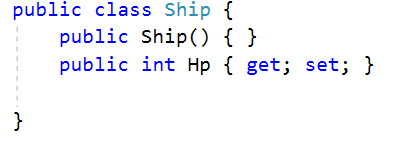 public class Ship {
    public Ship() { }
    public int Hp { get; set; }
}